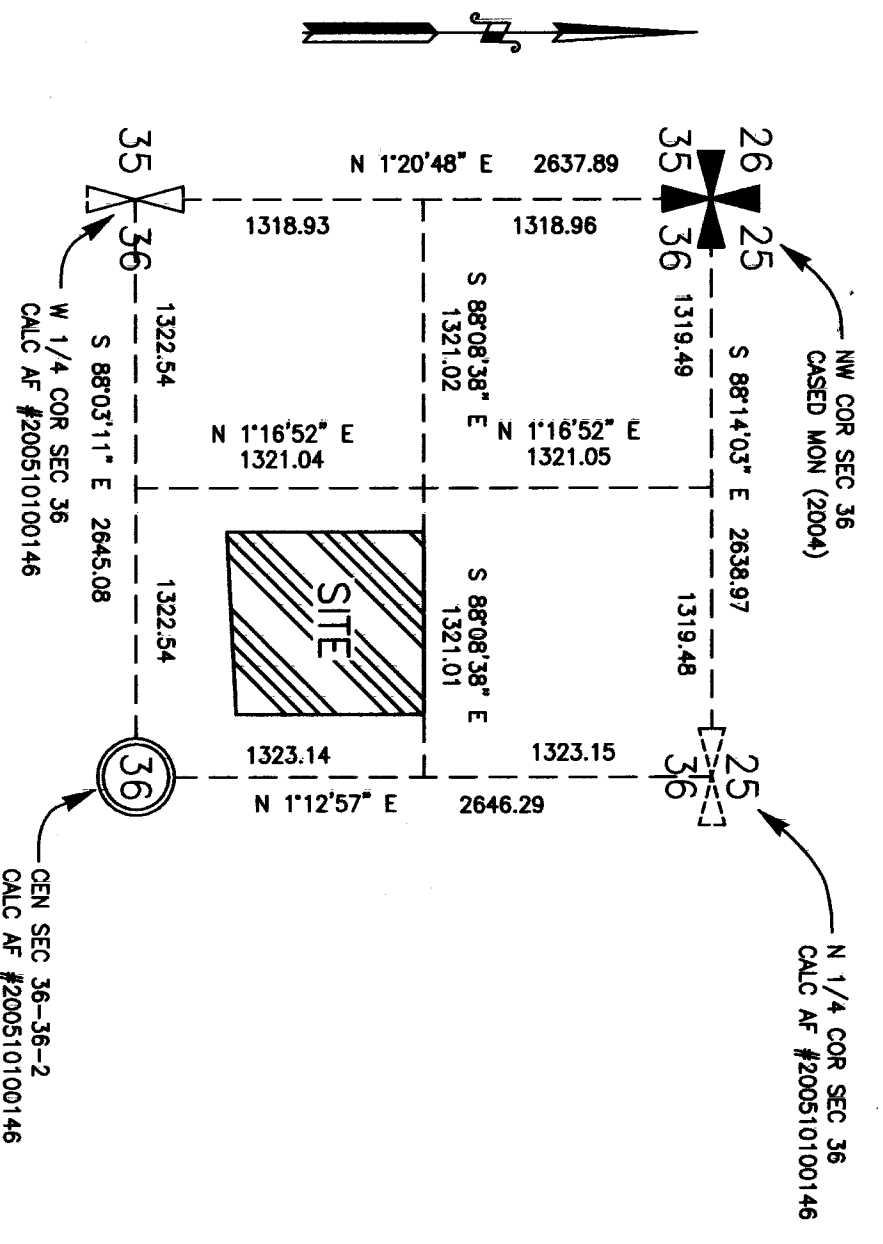 26
25
35
36
NW COR SEC 36
CASED MON (2004)
S 88°14'03" E 2638.97
1319.49
1319.48
25
36
N 1/4 COR SEC 36
CALC AF #200510100146
N 1°20'48" E 2637.89
1318.93
1318.96
S 88°08'38" E
1321.02
N 1°16'52" E
1321.05
N 1°16'52" E
1321.04
S 88°08'38" E
1321.01
SITE
1323.15
1323.14
N 1°12'57" E 2646.29
35
36
1322.54
1322.54
S 88°03'11" E 2645.08
W 1/4 COR SEC 36
CALC AF #200510100146
36
CEN SEC 36-36-2
CALC AF #200510100146